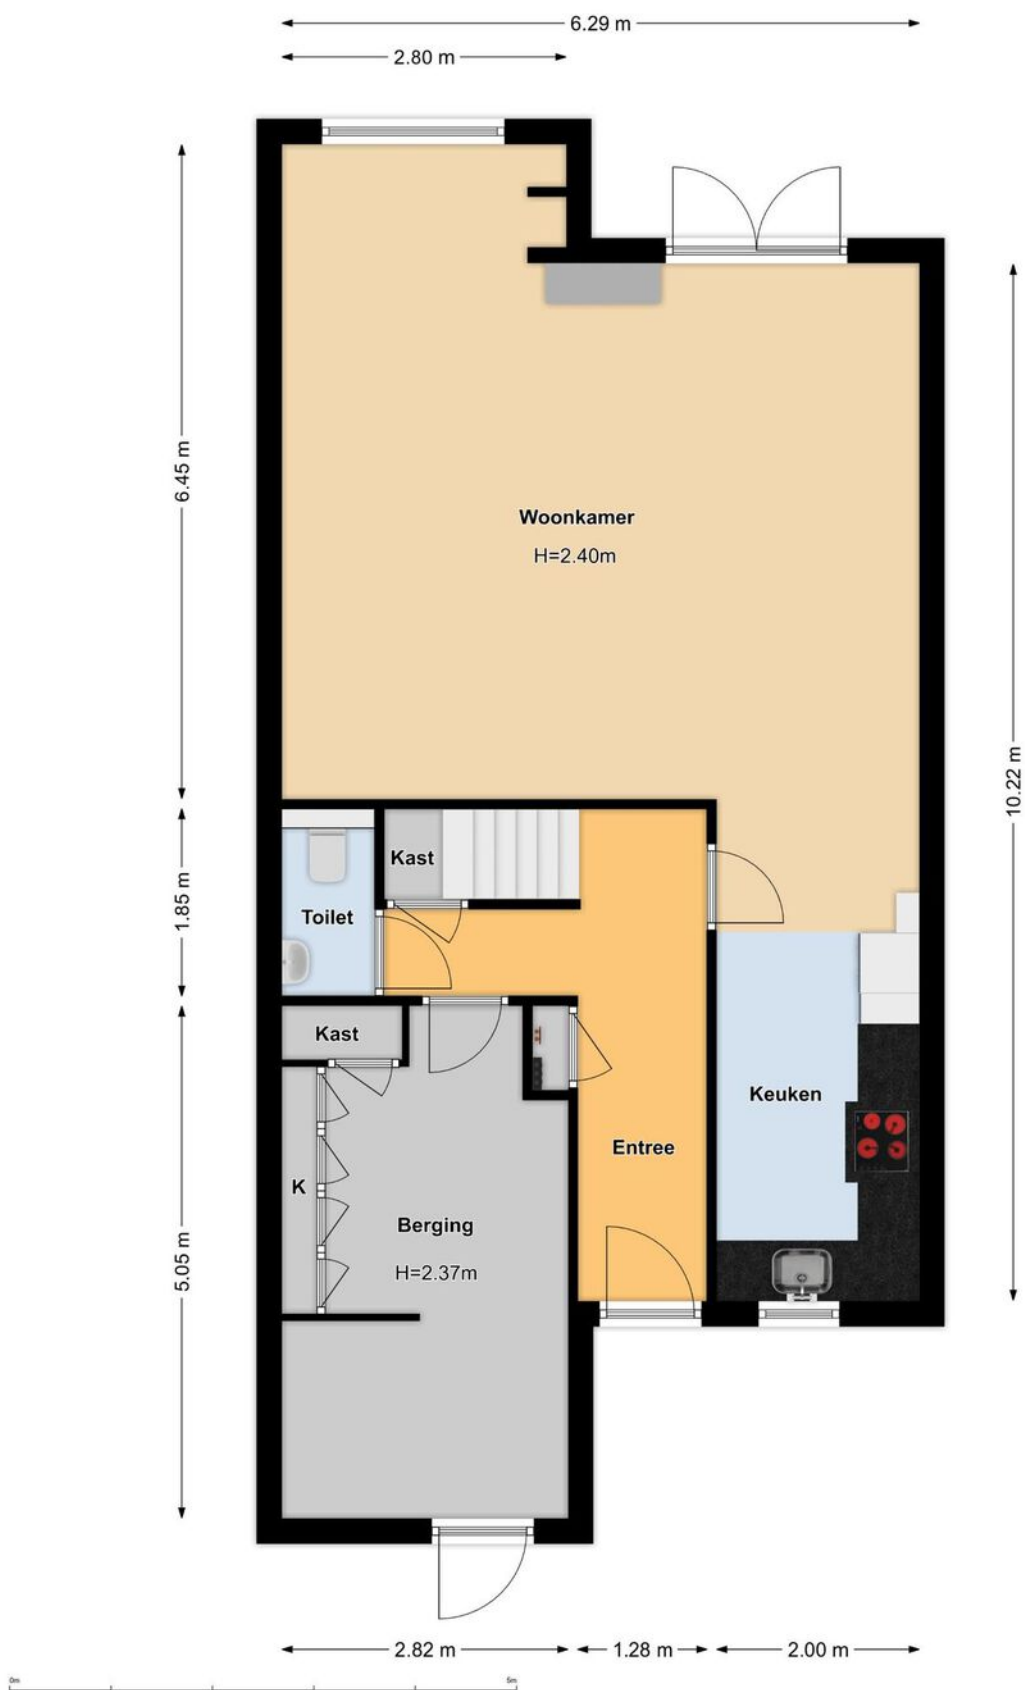 6.29 m
2.80 m
6.45 m
Woonkamer
H=2.40m
10.22 m
Kast
1.85 m
Toilet
Kast
Keuken
Entree
K
Berging
5.05 m
H=2.37m
2.82 m
1.28 m
2.00 m
0m
5m